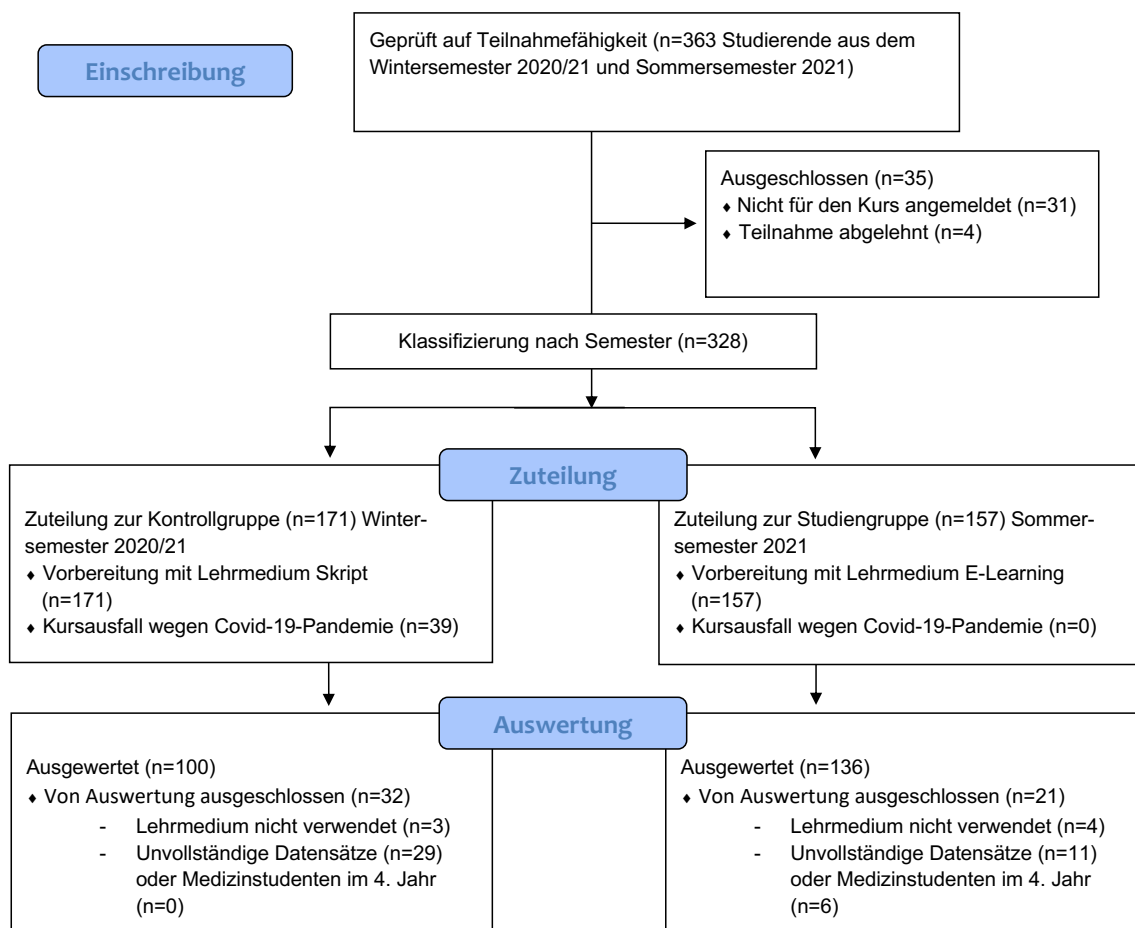 Einschreibung
Geprüft auf Teilnahmefähigkeit (n=363 Studierende aus dem
Wintersemester 2020/21 und Sommersemester 2021)
Ausgeschlossen (n=35)
♦ Nicht für den Kurs angemeldet (n=31)
♦ Teilnahme abgelehnt (n=4)
Klassifizierung nach Semester (n=328)
Zuteilung
Zuteilung zur Kontrollgruppe (n=171) Winter-
semester 2020/21
♦ Vorbereitung mit Lehrmedium Skript
(n=171)
♦ Kursausfall wegen Covid-19-Pandemie (n=39)
Zuteilung zur Studiengruppe (n=157) Sommer-
semester 2021
♦ Vorbereitung mit Lehrmedium E-Learning
(n=157)
♦ Kursausfall wegen Covid-19-Pandemie (n=0)
Auswertung
Ausgewertet (n=100)
♦ Von Auswertung ausgeschlossen (n=32)
- Lehrmedium nicht verwendet (n=3)
- Unvollständige Datensätze (n=29)
oder Medizinstudenten im 4. Jahr
(n=0)
Ausgewertet (n=136)
♦ Von Auswertung ausgeschlossen (n=21)
- Lehrmedium nicht verwendet (n=4)
- Unvollständige Datensätze (n=11)
oder Medizinstudenten im 4. Jahr
(n=6)